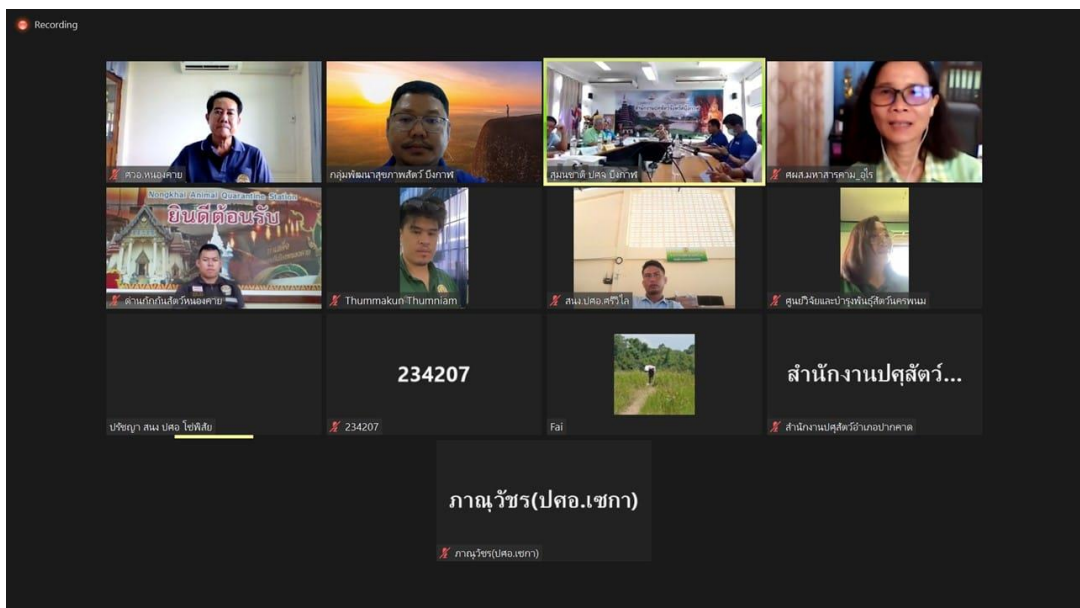 Recording
ศวอ.หนองคาย
กลุ่มพัฒนาสุขภาพสัตว์ บึงกาฬ
สุมนชาติ ปศจ บึงกาฬ
ศผส.มหาสารคาม_อุไร
Nongkhai Animal Quarantine Station
ยินดีต้อนรับ
ด่านกักกันสัตว์หนองคาย
Thummakun Thumniam
สนง.ปศอ.ศรีวิไล
ศูนย์วิจัยและบำรุงพันธุ์สัตว์นครพนม
ปรัชญา สนง ปศอ โซ่พิสัย
234207
234207
Fai
สำนักงานปศุสัตว์...
สำนักงานปศุสัตว์อำเภอปากคาด
ภาณุวัชร(ปศอ.เซกา)
ภาณุวัชร(ปศอ.เซกา)